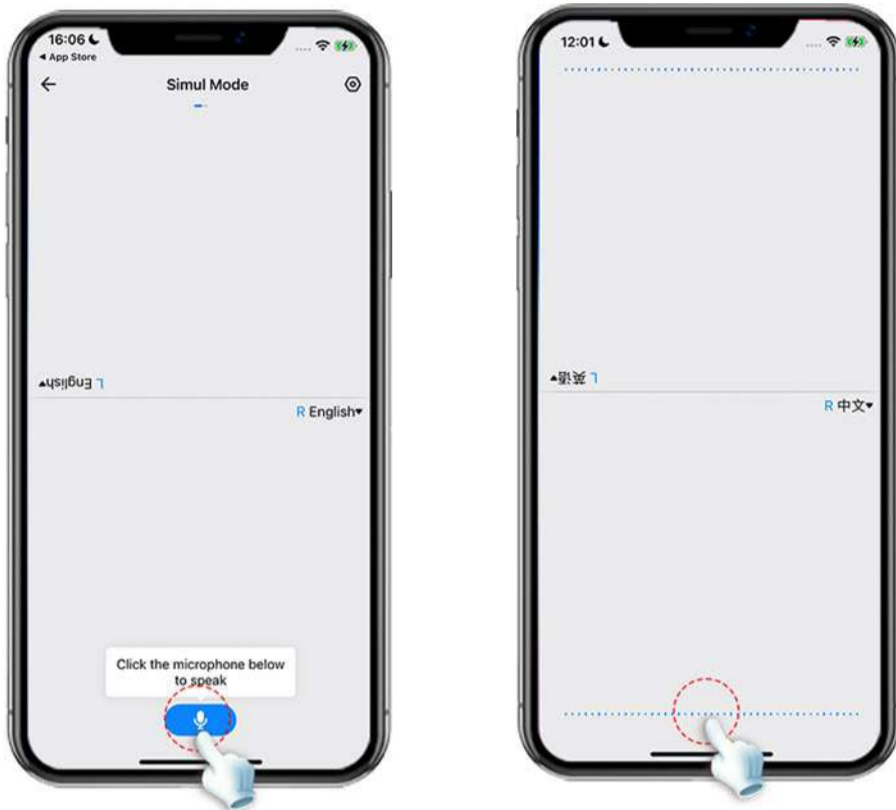 16:06
◀ App Store
Simul Mode
L English▾
R English▾
Click the microphone below
to speak
12:01
L 英语▾
R 中文▾